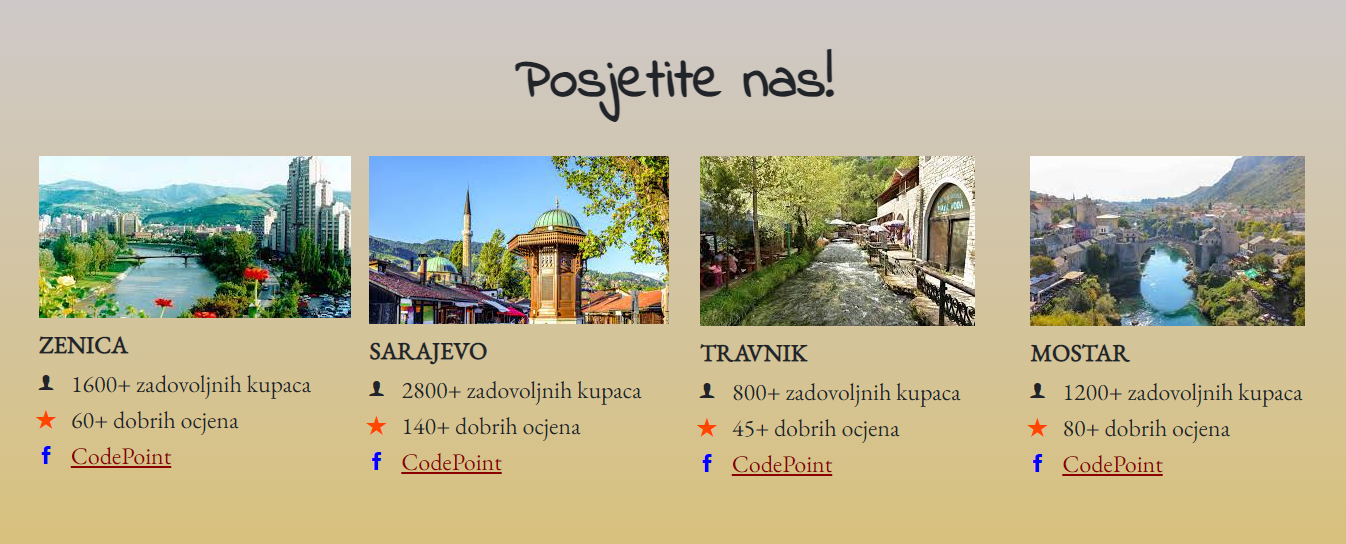 Posjetite nas!
ZENICA
1600+ zadovoljnih kupaca
60+ dobrih ocjena
CodePoint
SARAJEVO
2800+ zadovoljnih kupaca
140+ dobrih ocjena
CodePoint
TRAVNIK
800+ zadovoljnih kupaca
45+ dobrih ocjena
CodePoint
MOSTAR
1200+ zadovoljnih kupaca
80+ dobrih ocjena
CodePoint